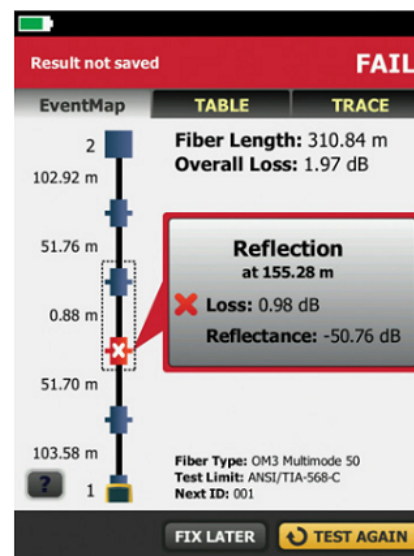 Result not saved
FAIL
EventMap
TABLE
TRACE
2
Fiber Length: 310.84 m
Overall Loss: 1.97 dB
102.92 m
51.76 m
Reflection
at 155.28 m
Loss: 0.98 dB
0.88 m
Reflectance: -50.76 dB
51.70 m
103.58 m
Fiber Type: OM3 Multimode 50
Test Limit: ANSI/TIA-568-C
Next ID: 001
?
1
FIX LATER
TEST AGAIN